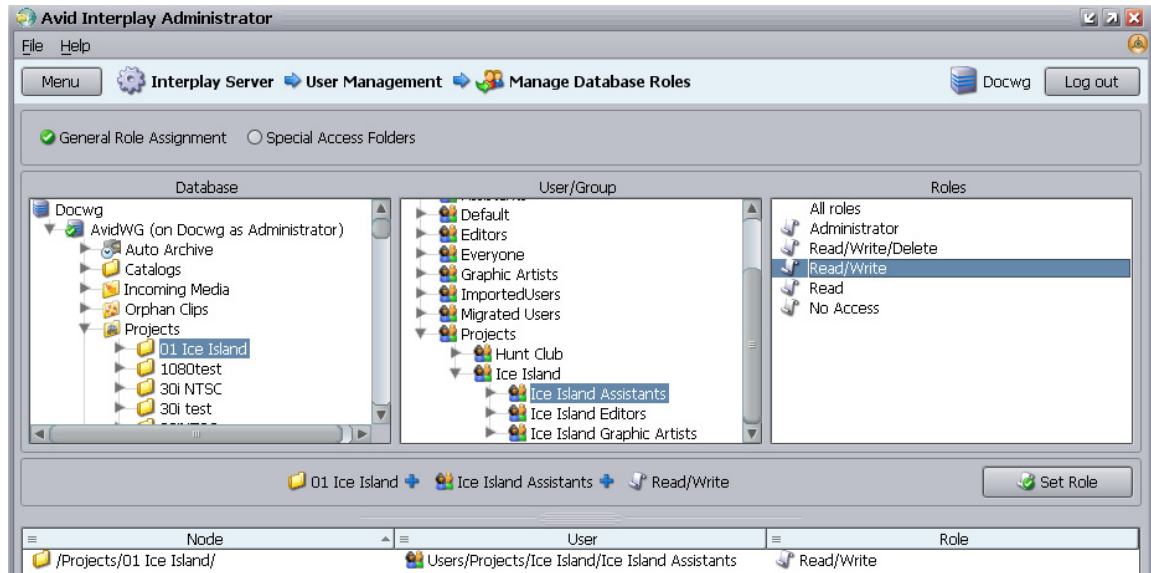 Avid Interplay Administrator
File Help
Menu Interplay Server User Management Manage Database Roles Docwg Log out
General Role Assignment Special Access Folders
Database
Docwg
AvidWG (on Docwg as Administrator)
Auto Archive
Catalogs
Incoming Media
Orphan Clips
Projects
01 Ice Island
1080test
30i NTSC
30i test
User/Group
Default
Editors
Everyone
Graphic Artists
ImportedUsers
Migrated Users
Projects
Hunt Club
Ice Island
Ice Island Assistants
Ice Island Editors
Ice Island Graphic Artists
Roles
All roles
Administrator
Read/Write/Delete
Read/Write
Read
No Access
01 Ice Island + Ice Island Assistants + Read/Write Set Role
Node User Role
/Projects/01 Ice Island/ Users/Projects/Ice Island/Ice Island Assistants Read/Write